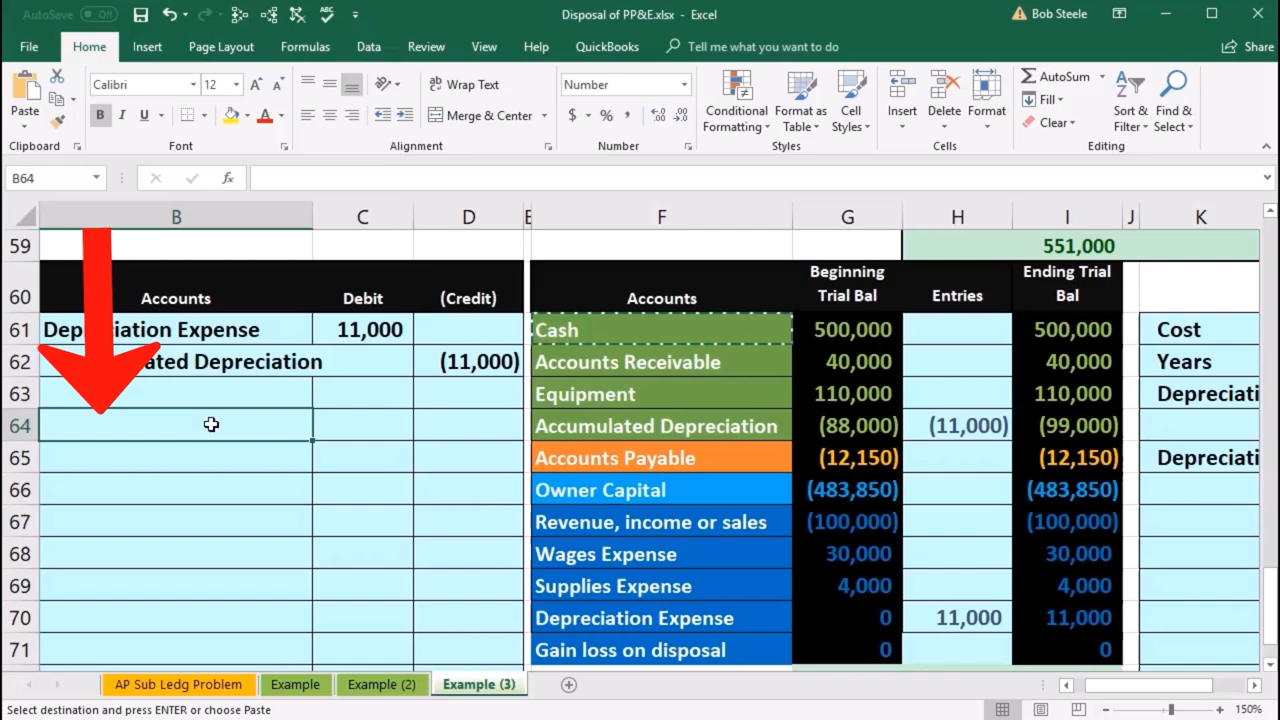 AutoSave Off Disposal of PP&E.xlsx - Excel Bob Steele
File Home Insert Page Layout Formulas Data Review View Help QuickBooks Tell me what you want to do Share
Paste Calibri 12 B I U A Wrap Text Merge & Center Number $ % , Conditional Formatting Format as Table Cell Styles Insert Delete Format AutoSum Fill Clear Sort & Filter Find & Select
Clipboard Font Alignment Number Styles Cells Editing
B64 fx
B C D E F G H I J K
59 551,000
60 Accounts Debit (Credit) Accounts Beginning Trial Bal Entries Ending Trial Bal
61 Dep iation Expense 11,000 Cash 500,000 500,000 Cost
62 ated Depreciation (11,000) Accounts Receivable 40,000 40,000 Years
63 Equipment 110,000 110,000 Depreciati
64 Accumulated Depreciation (88,000) (11,000) (99,000)
65 Accounts Payable (12,150) (12,150) Depreciati
66 Owner Capital (483,850) (483,850)
67 Revenue, income or sales (100,000) (100,000)
68 Wages Expense 30,000 30,000
69 Supplies Expense 4,000 4,000
70 Depreciation Expense 0 11,000 11,000
71 Gain loss on disposal 0 0
AP Sub Ledg Problem Example Example (2) Example (3)
Select destination and press ENTER or choose Paste 150%